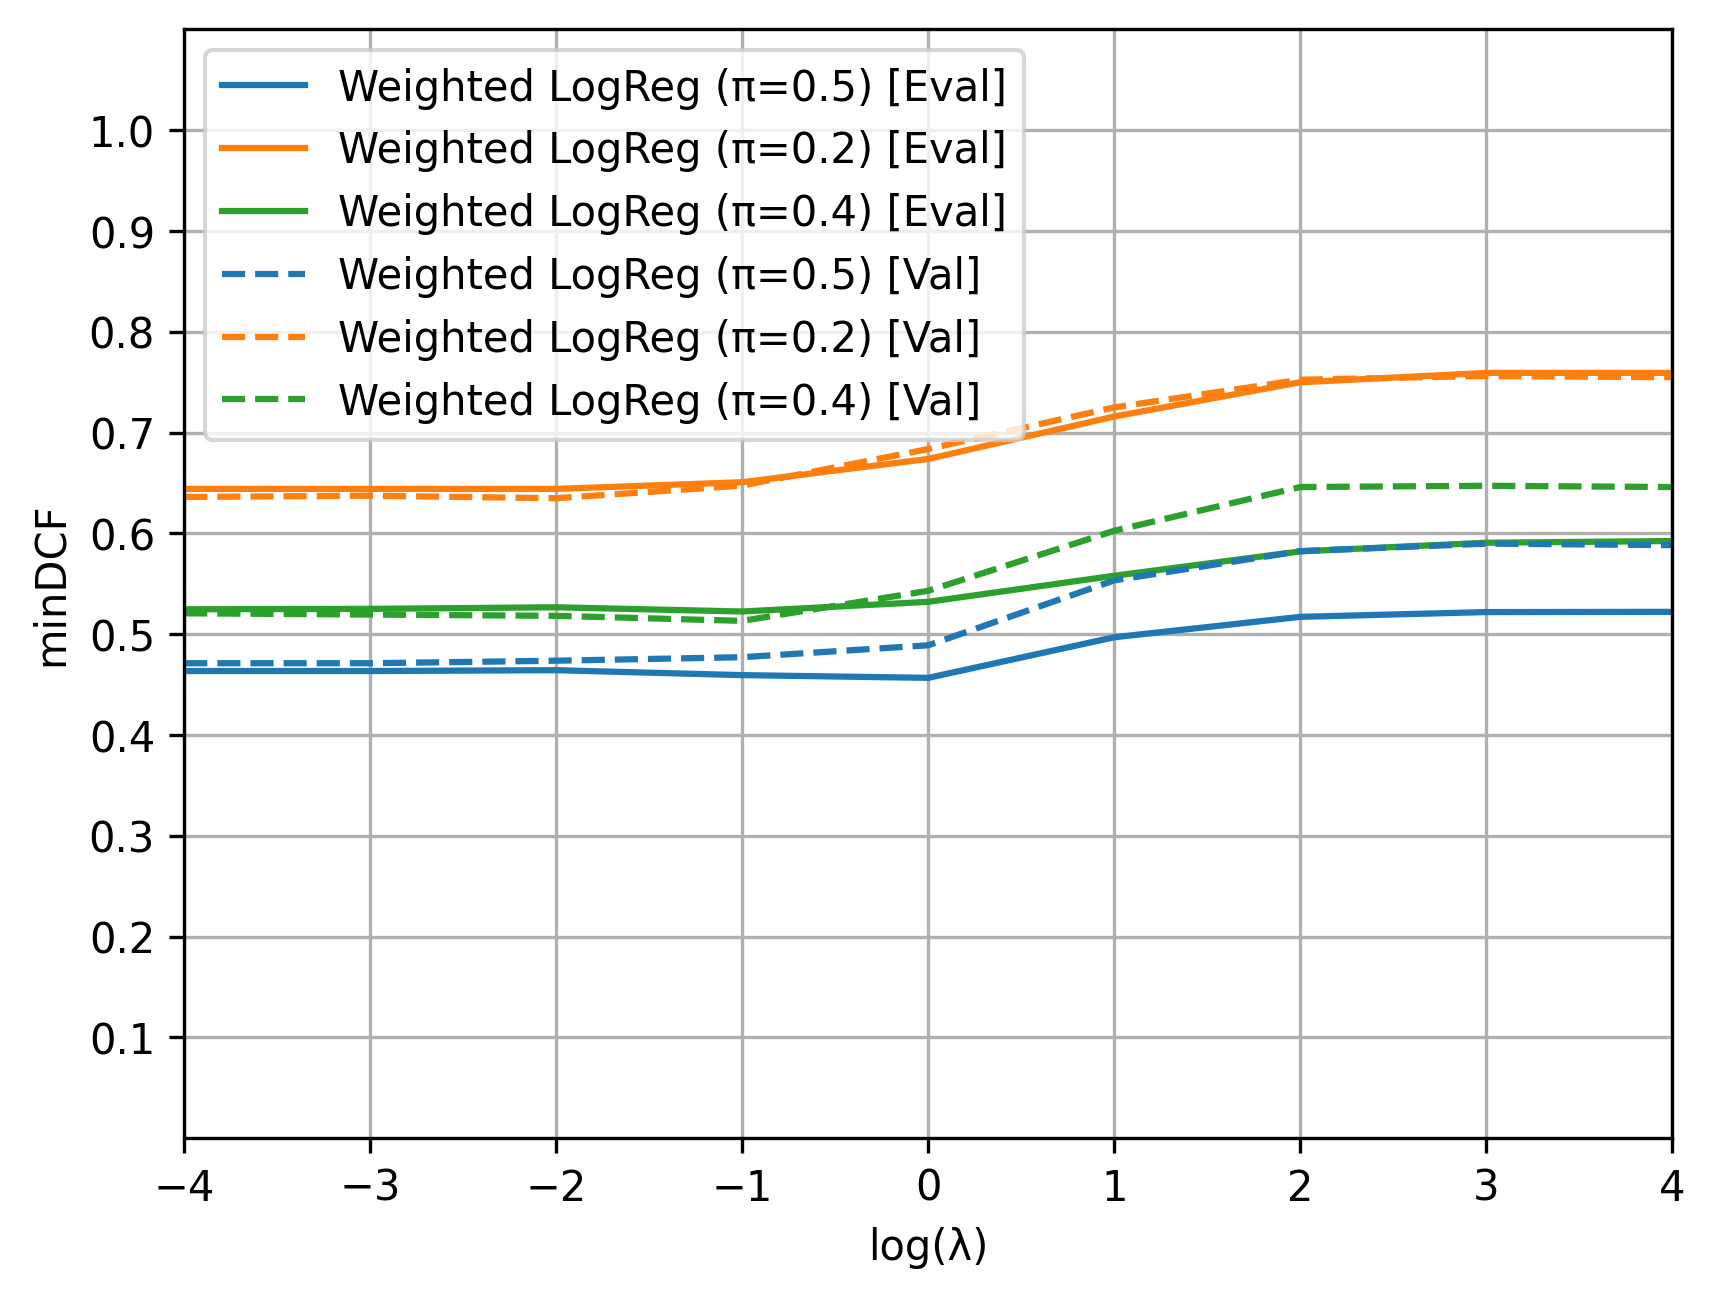 Weighted LogReg (π=0.5) [Eval]
Weighted LogReg (π=0.2) [Eval]
Weighted LogReg (π=0.4) [Eval]
Weighted LogReg (π=0.5) [Val]
Weighted LogReg (π=0.2) [Val]
Weighted LogReg (π=0.4) [Val]
1.0
0.9
0.8
0.7
0.6
0.5
0.4
0.3
0.2
0.1
minDCF
−4 −3 −2 −1 0 1 2 3 4
log(λ)